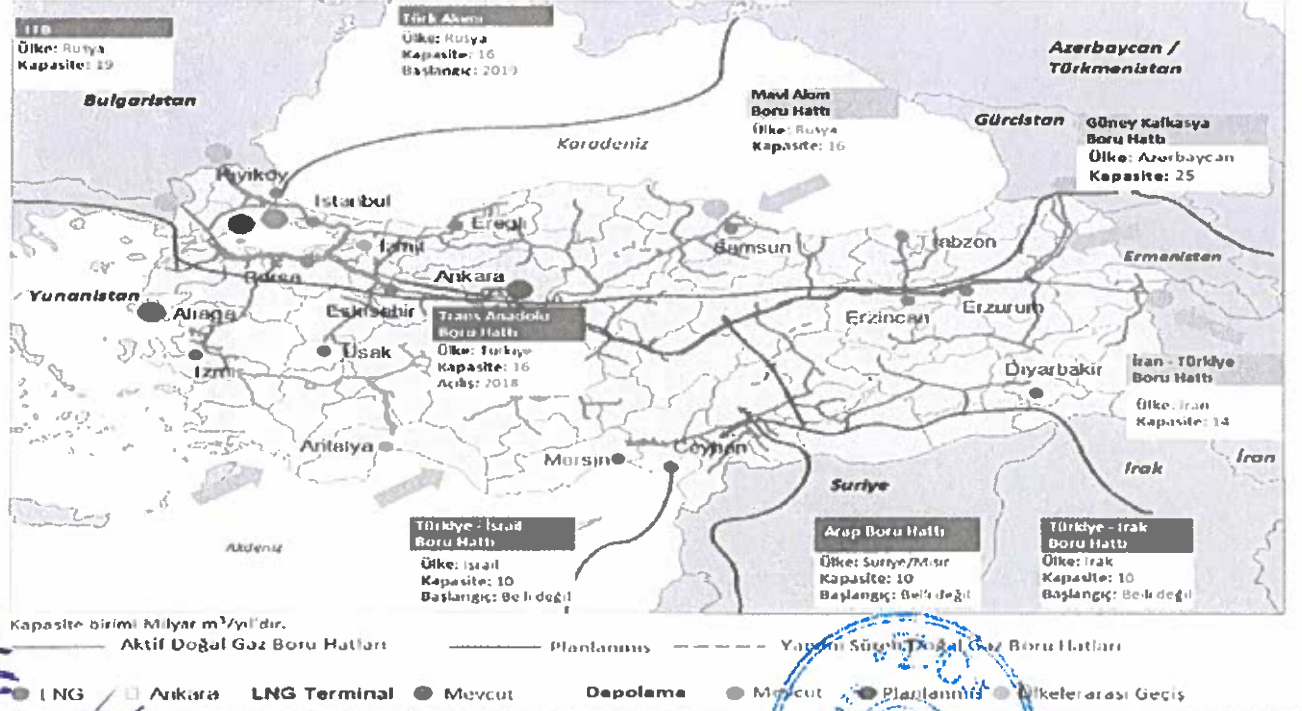 ITB
Ülke: Rusya
Kapasite: 19
Türk Akımı
Ülke: Rusya
Kapasite: 16
Başlangıç: 2019
Azerbaycan /
Türkmenistan
Bulgaristan
Mavi Akım
Boru Hattı
Ülke: Rusya
Kapasite: 16
Gürcistan
Güney Kafkasya
Boru Hattı
Ülke: Azerbaycan
Kapasite: 25
Karadeniz
Kıyıköy
İstanbul
Ereğli
İzmit
Samsun
Trabzon
Ermenistan
Bursa
Ankara
Yunanistan
Aliağa
Eskişehir
Erzincan
Erzurum
Trans Anadolu
Boru Hattı
Ülke: Türkiye
Kapasite: 16
Açılış: 2018
Uşak
İzmir
Diyarbakır
İran - Türkiye
Boru Hattı
Ülke: İran
Kapasite: 14
Antalya
Mersin
Ceyhan
Irak
İran
Suriye
Akdeniz
Türkiye - İsrail
Boru Hattı
Ülke: İsrail
Kapasite: 10
Başlangıç: Belli değil
Arap Boru Hattı
Ülke: Suriye/Mısır
Kapasite: 10
Başlangıç: Belli değil
Türkiye - Irak
Boru Hattı
Ülke: Irak
Kapasite: 10
Başlangıç: Belli değil
Kapasite birimi Milyar m³/yıl'dır.
Aktif Doğal Gaz Boru Hatları Planlanmış Yapımı Süren Doğal Gaz Boru Hatları
LNG Ankara LNG Terminal Mevcut Depolama Mevcut Planlanmış Ülkelerarası Geçiş